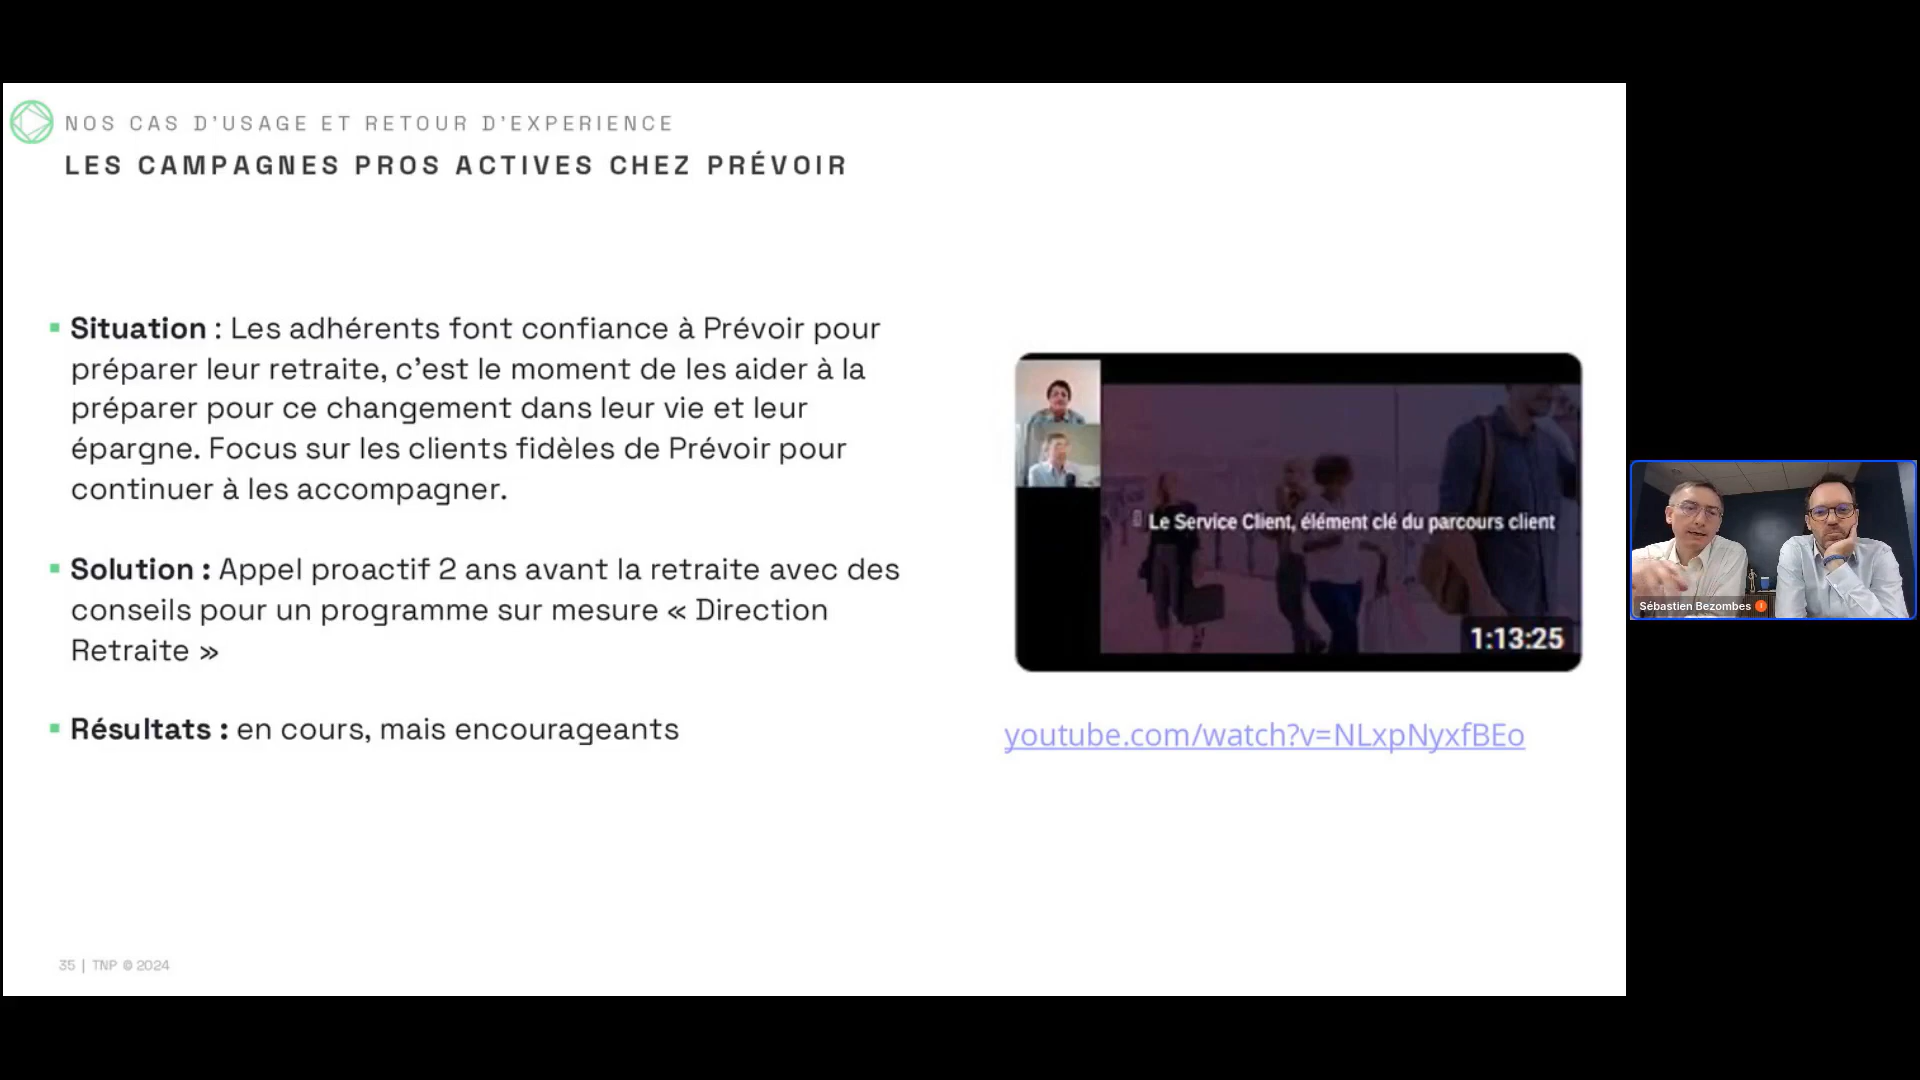 NOS CAS D'USAGE ET RETOUR D'EXPERIENCE
LES CAMPAGNES PROS ACTIVES CHEZ PRÉVOIR
Situation : Les adhérents font confiance à Prévoir pour
préparer leur retraite, c'est le moment de les aider à la
préparer pour ce changement dans leur vie et leur
épargne. Focus sur les clients fidèles de Prévoir pour
continuer à les accompagner.
Solution : Appel proactif 2 ans avant la retraite avec des
conseils pour un programme sur mesure « Direction
Retraite »
Résultats : en cours, mais encourageants
Le Service Client, élément clé du parcours client
1:13:25
youtube.com/watch?v=NLxpNyxfBEo
Sébastien Bezombes
35 | TNP © 2024